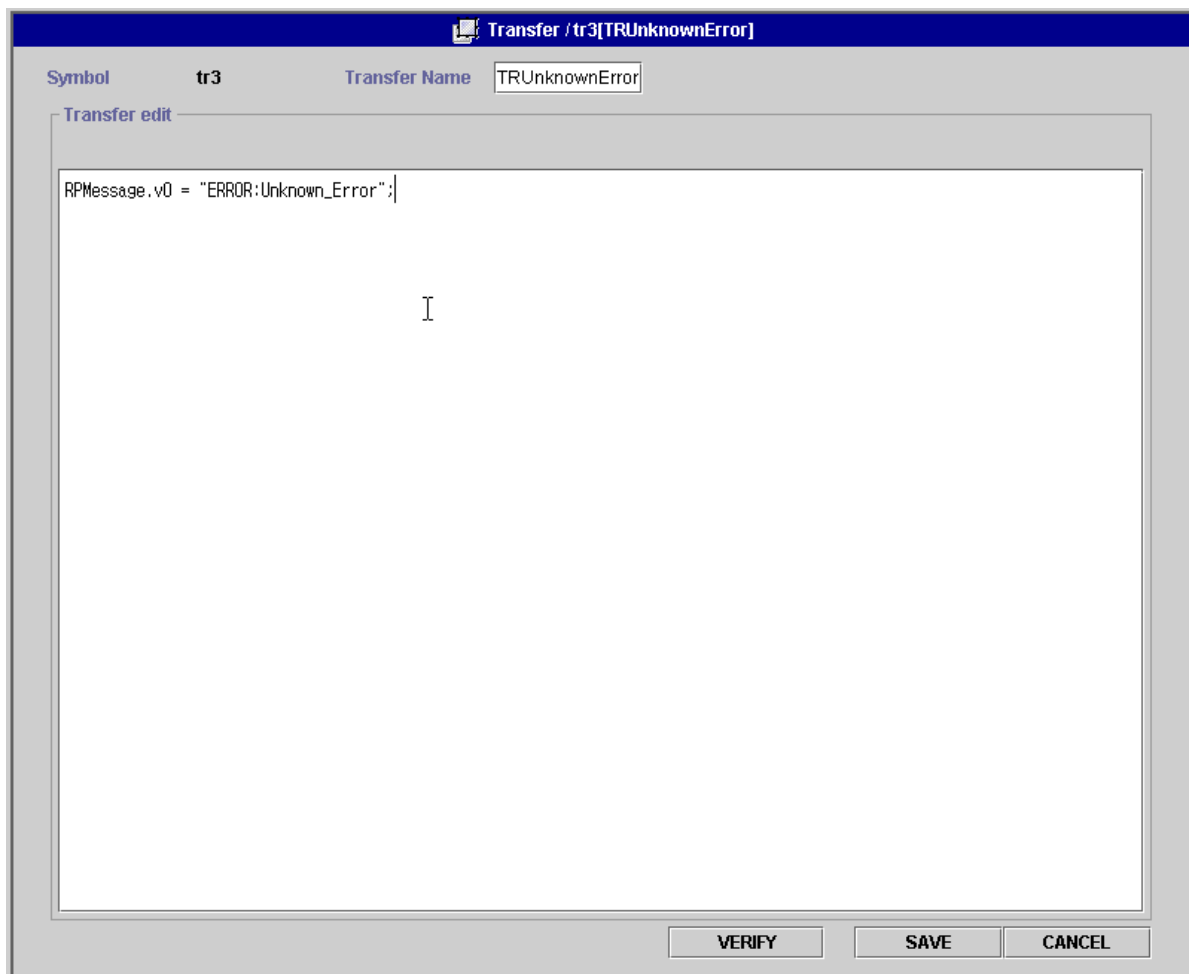 Transfer / tr3[TRUnknownError]
Symbol tr3 Transfer Name TRUnknownError
Transfer edit
RPMessage.v0 = "ERROR:Unknown_Error";
VERIFY SAVE CANCEL